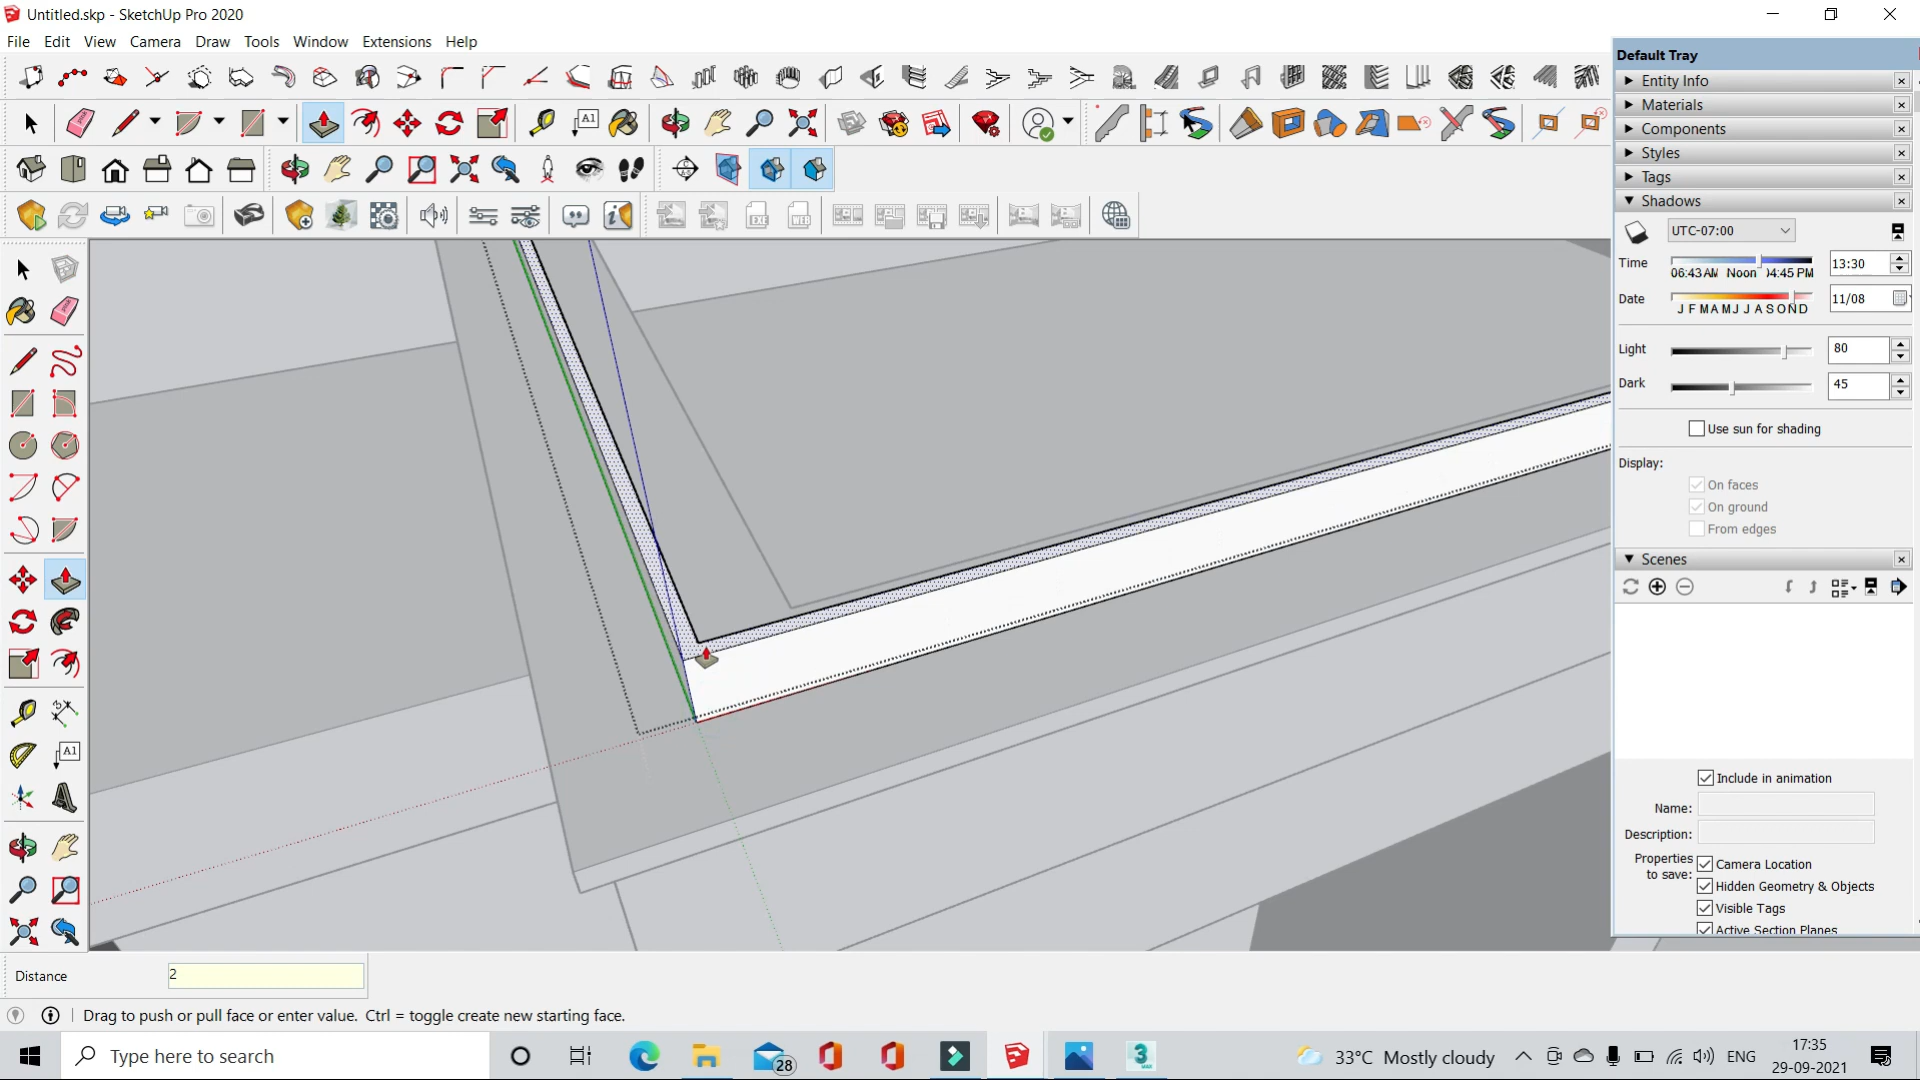 Untitled.skp - SketchUp Pro 2020
File Edit View Camera Draw Tools Window Extensions Help
Default Tray
Entity Info
Materials
Components
Styles
Tags
Shadows
UTC-07:00
Time 06:43 AM Noon 04:45 PM 13:30
Date J F M A M J J A S O N D 11/08
Light 80
Dark 45
Use sun for shading
Display:
On faces
On ground
From edges
Scenes
Include in animation
Name:
Description:
Properties to save:
Camera Location
Hidden Geometry & Objects
Visible Tags
Active Section Planes
A1
A1
EXE
WEB
Distance 2
Drag to push or pull face or enter value. Ctrl = toggle create new starting face.
Type here to search
28
3
33°C Mostly cloudy
ENG
17:35
29-09-2021